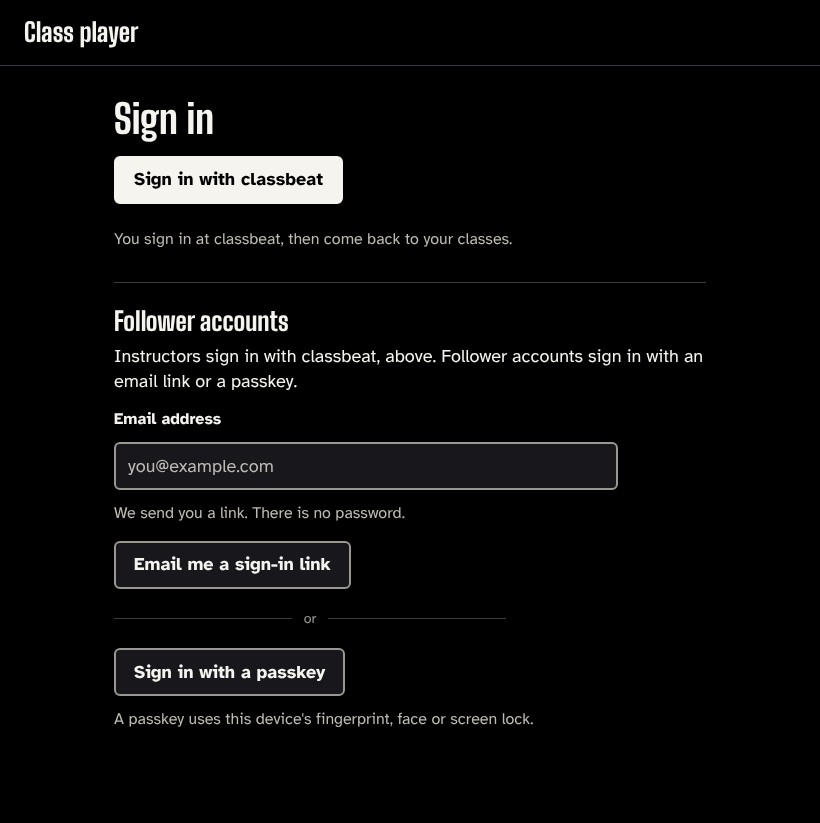 Class player
Sign in
Sign in with classbeat
You sign in at classbeat, then come back to your classes.
Follower accounts
Instructors sign in with classbeat, above. Follower accounts sign in with an
email link or a passkey.
Email address
you@example.com
We send you a link. There is no password.
Email me a sign-in link
or
Sign in with a passkey
A passkey uses this device's fingerprint, face or screen lock.